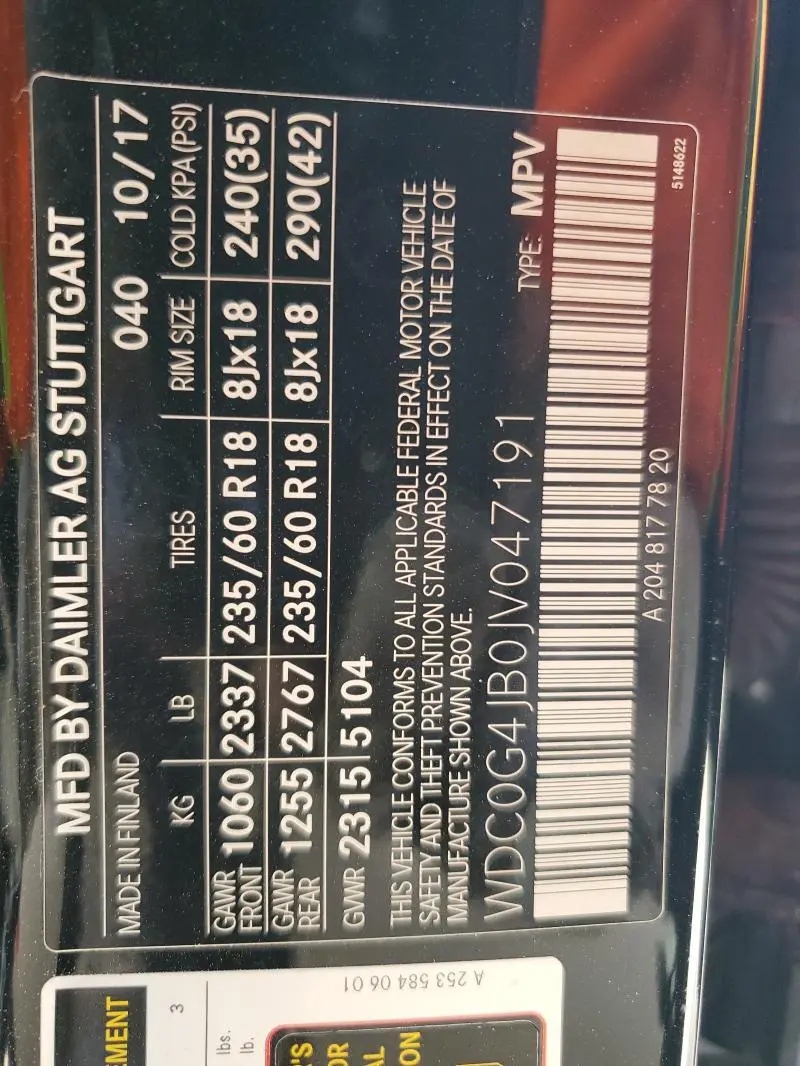 MFD BY DAIMLER AG STUTTGART
MADE IN FINLAND 040 10/17
KG LB TIRES RIM SIZE COLD KPA(PSI)
GAWR FRONT 1060 2337 235/60 R18 8Jx18 240(35)
GAWR REAR 1255 2767 235/60 R18 8Jx18 290(42)
GVWR 2315 5104
THIS VEHICLE CONFORMS TO ALL APPLICABLE FEDERAL MOTOR VEHICLE
SAFETY AND THEFT PREVENTION STANDARDS IN EFFECT ON THE DATE OF
MANUFACTURE SHOWN ABOVE.
WDC0G4JB0JV047191 TYPE: MPV
A 204 817 78 20
5148622
A 253 584 06 01
EMENT
3
lbs.
lb.
'S
OR
AL
ON